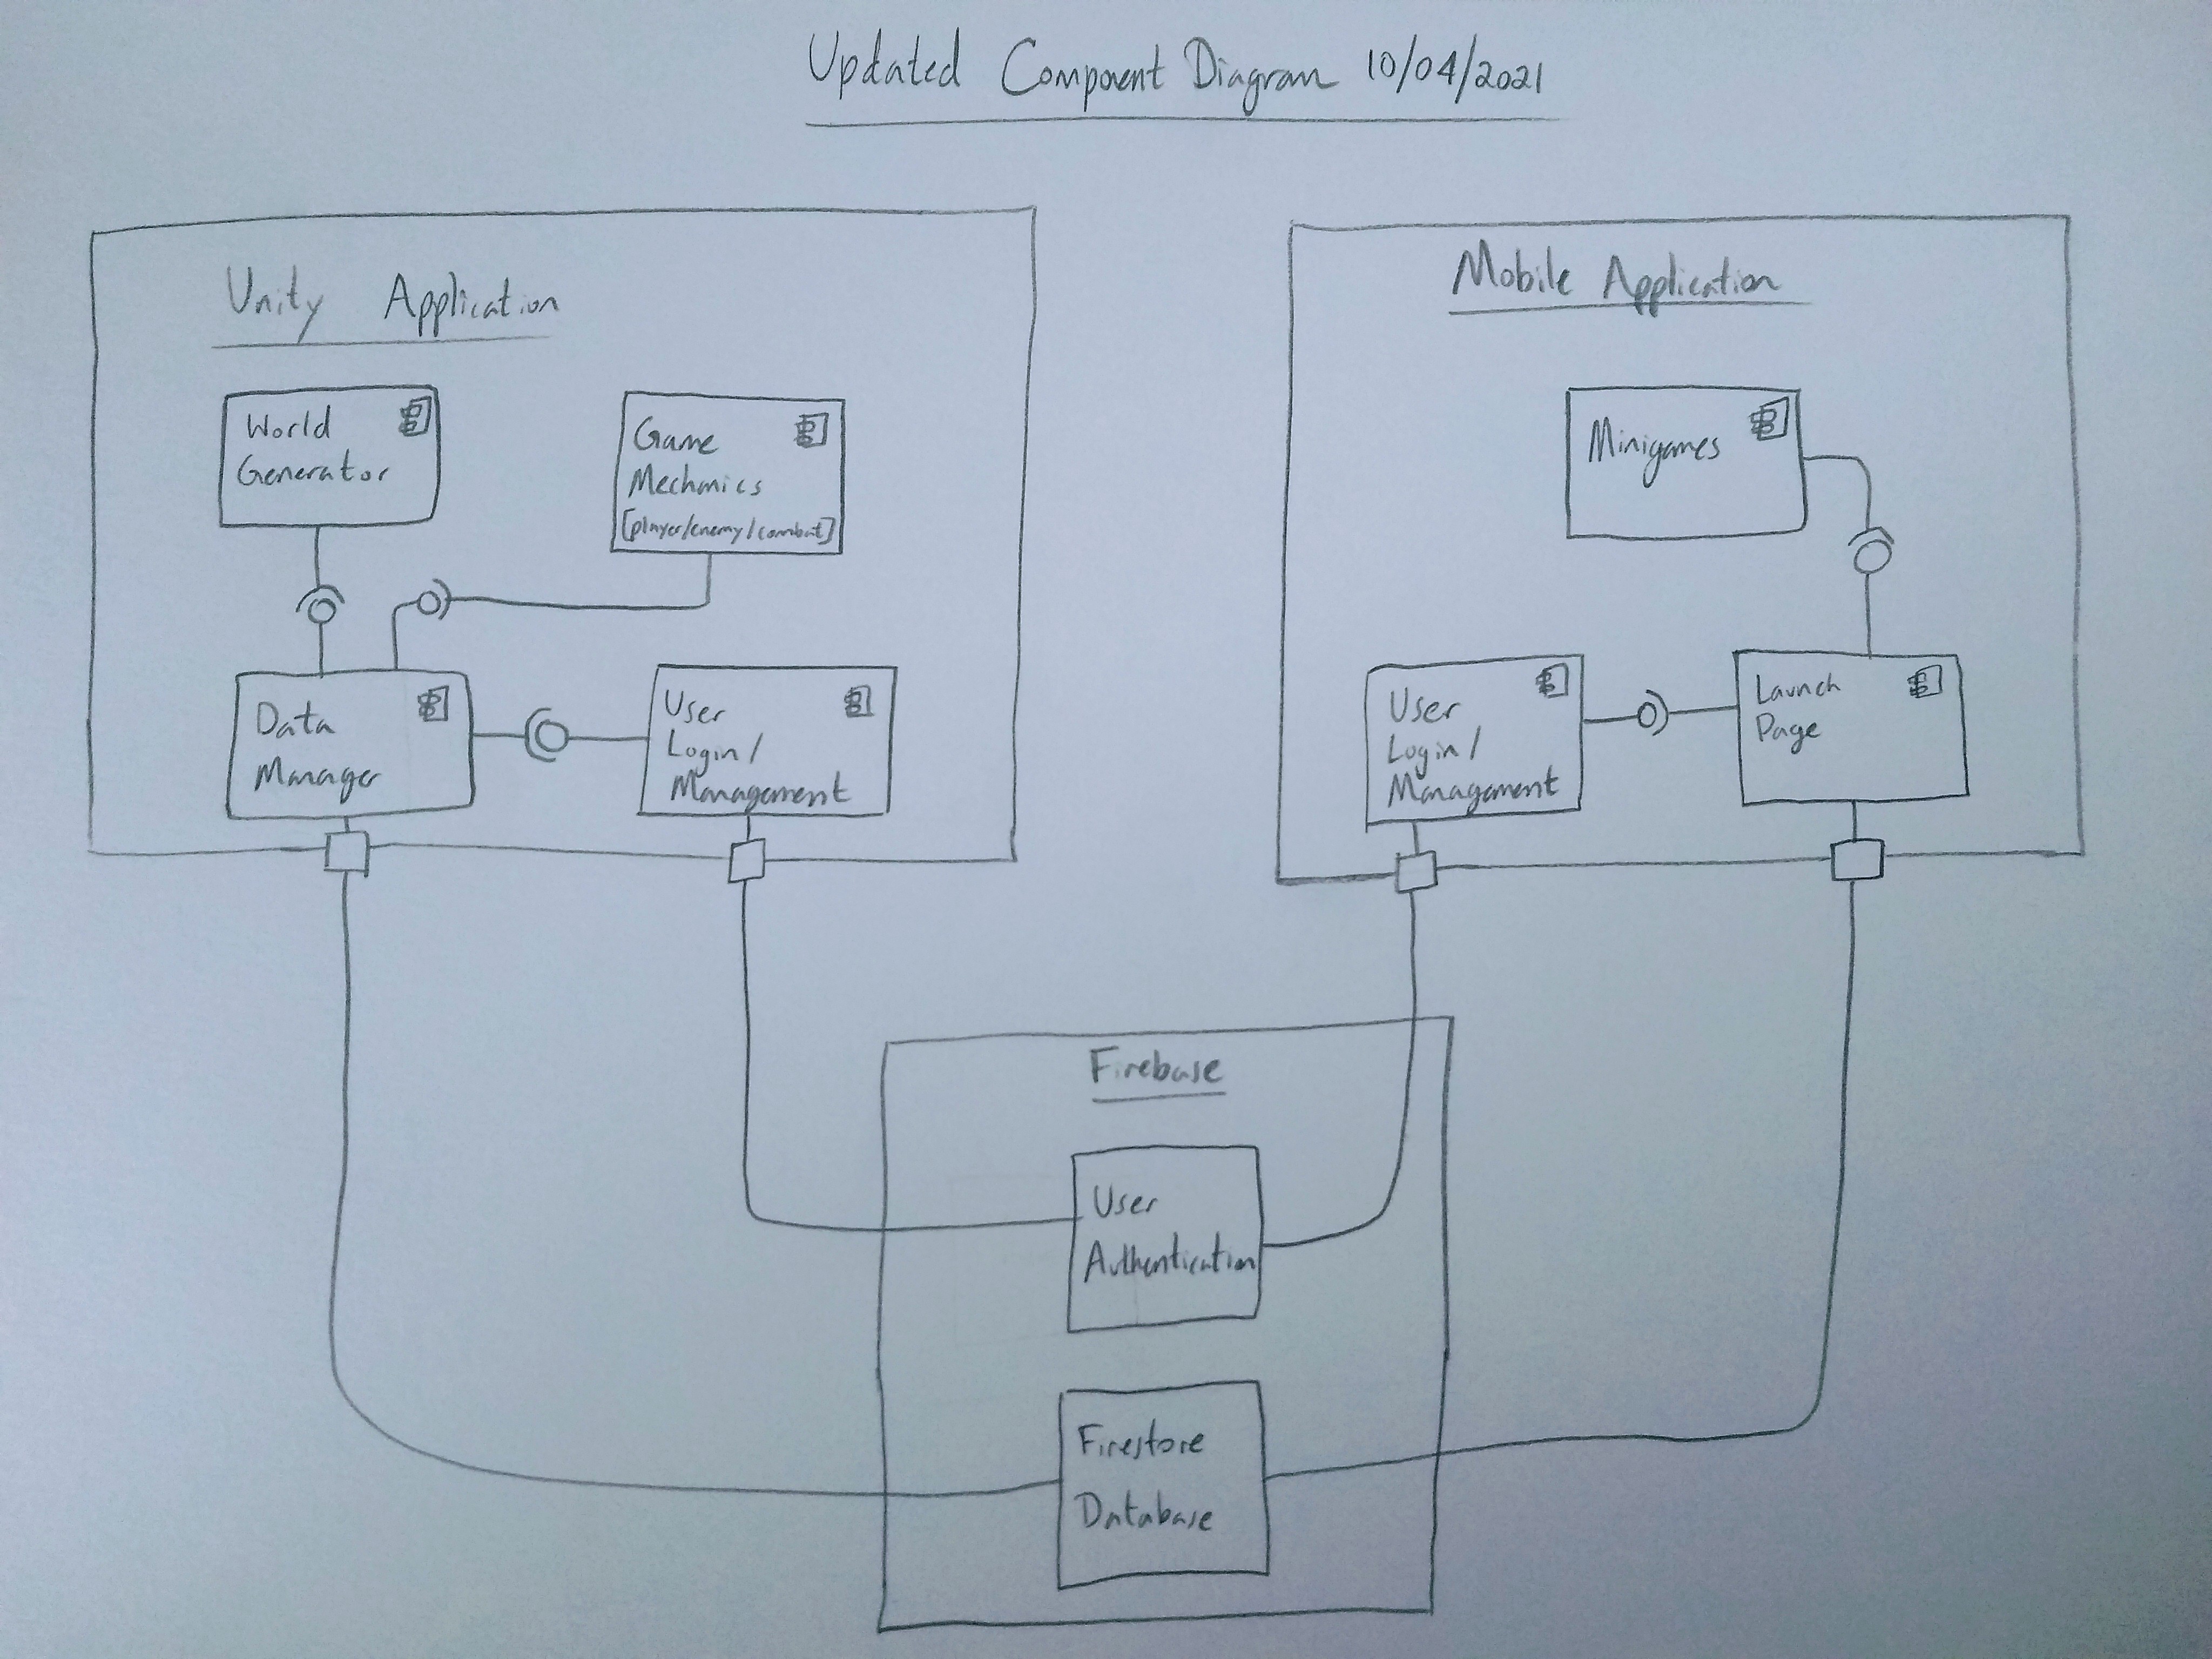 Updated Component Diagram 10/04/2021
Unity Application
World
Generator
Game
Mechanics
[player/enemy/combat]
Data
Manager
User
Login/
Management
Mobile Application
Minigames
User
Login/
Management
Launch
Page
Firebase
User
Authentication
Firestore
Database